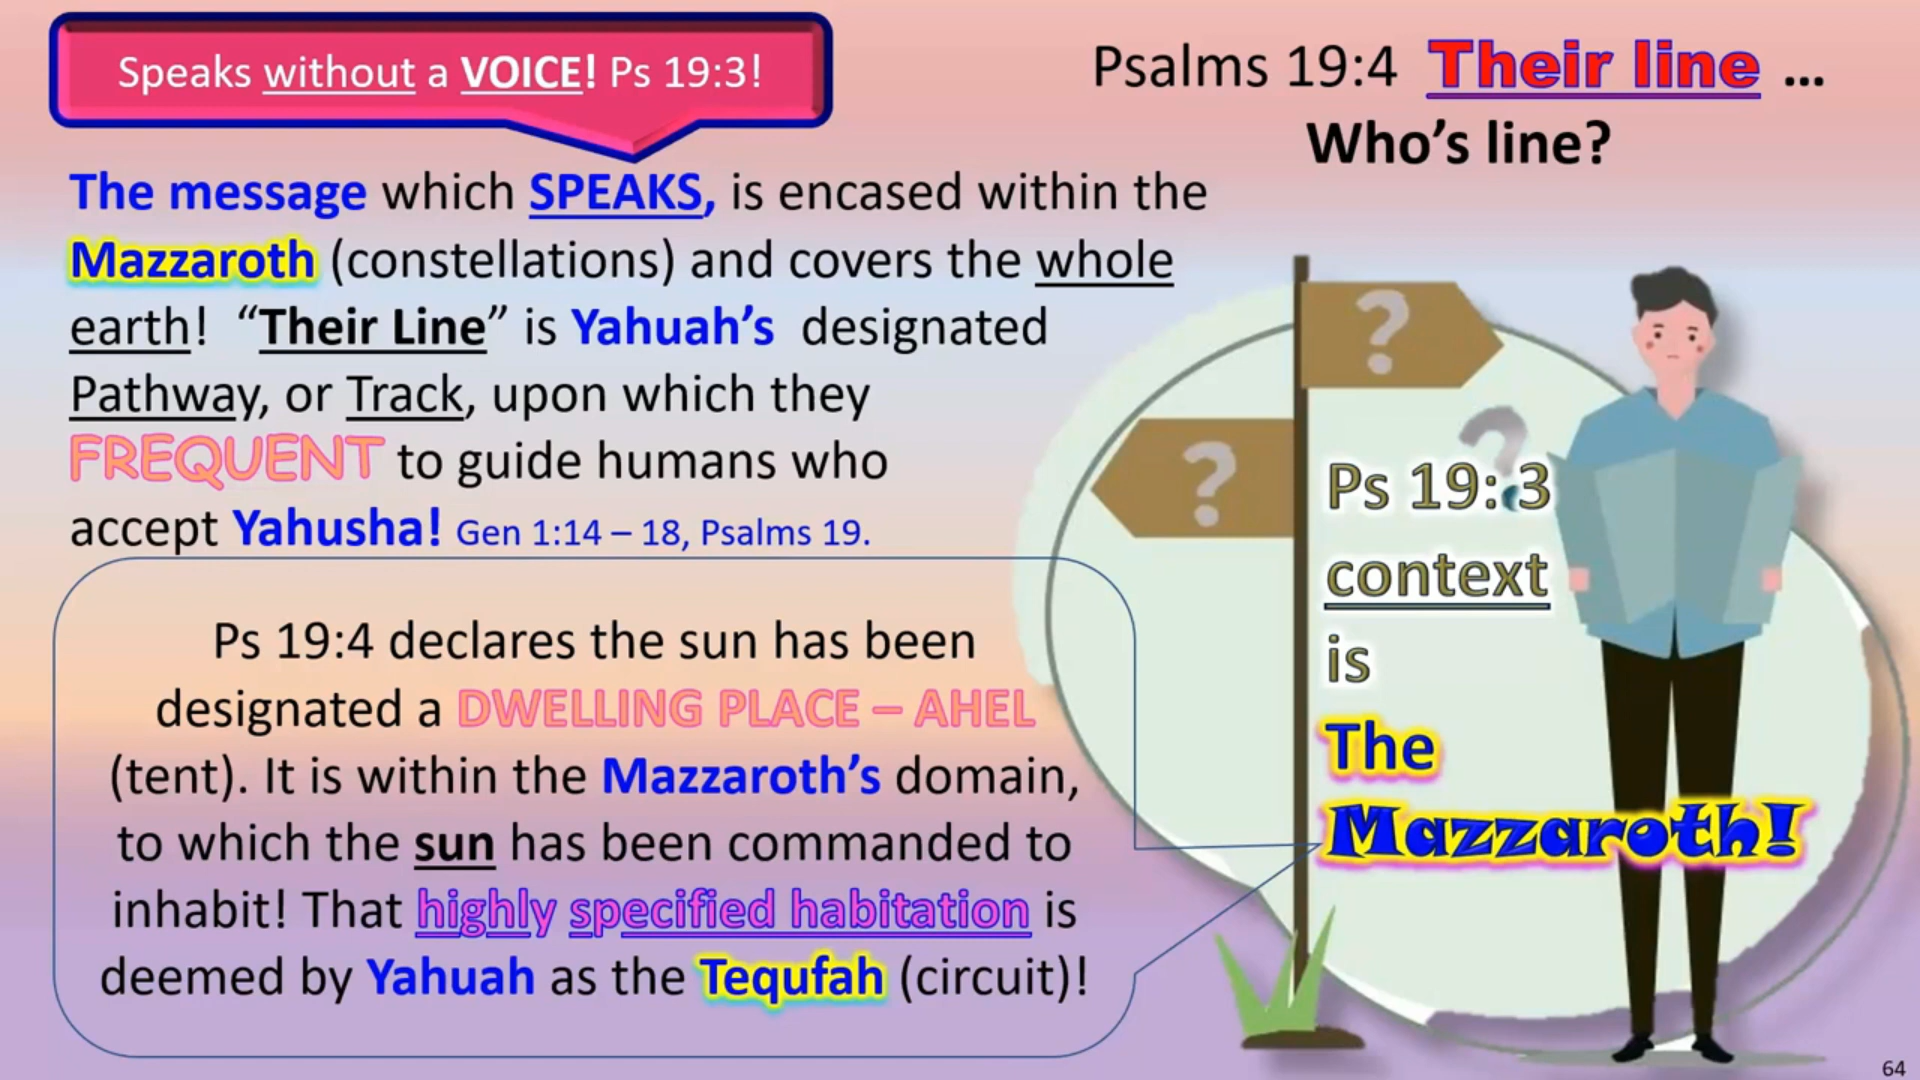 Speaks without a VOICE! Ps 19:3!
Psalms 19:4 Their line ...
Who's line?
The message which SPEAKS, is encased within the
Mazzaroth (constellations) and covers the whole
earth! “Their Line” is Yahuah's designated
Pathway, or Track, upon which they
FREQUENT to guide humans who
accept Yahusha! Gen 1:14 – 18, Psalms 19.
Ps 19:4 declares the sun has been
designated a DWELLING PLACE – AHEL
(tent). It is within the Mazzaroth's domain,
to which the sun has been commanded to
inhabit! That highly specified habitation is
deemed by Yahuah as the Tequfah (circuit)!
?
?
?
Ps 19: 3
context
is
The
Mazzaroth!
64